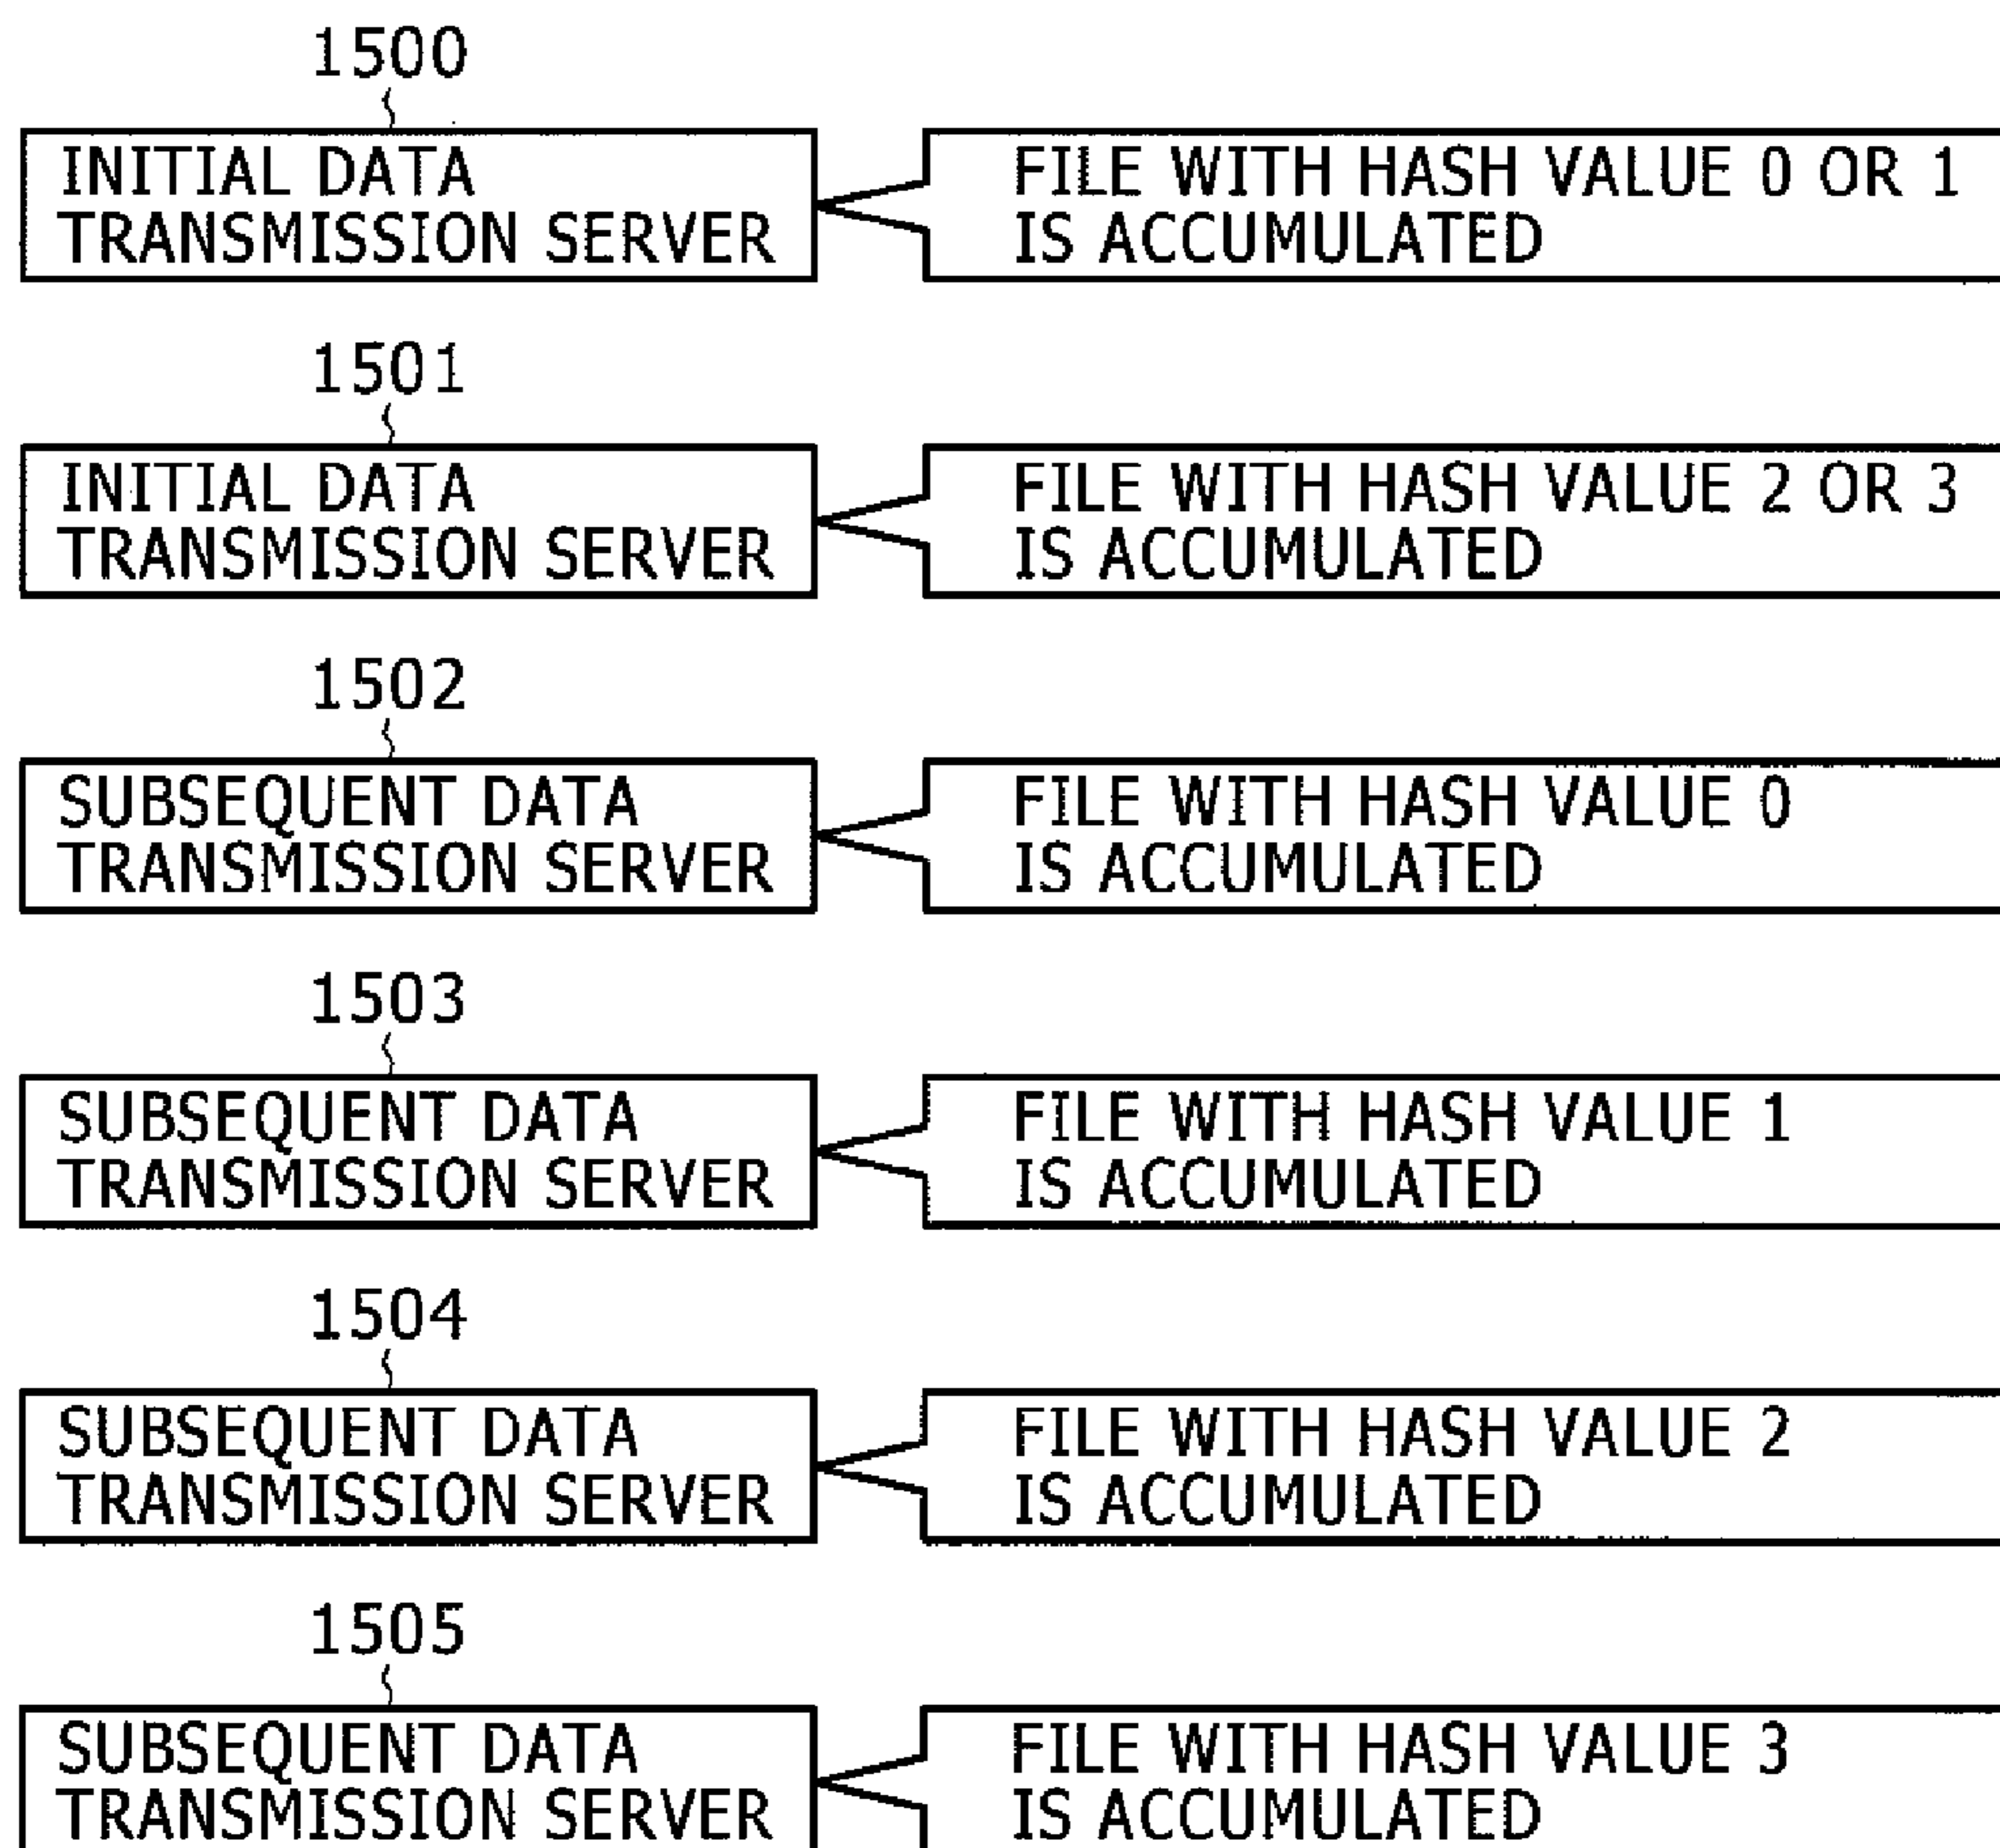 1500
INITIAL DATA
TRANSMISSION SERVER
FILE WITH HASH VALUE 0 OR 1
IS ACCUMULATED
1501
INITIAL DATA
TRANSMISSION SERVER
FILE WITH HASH VALUE 2 OR 3
IS ACCUMULATED
1502
SUBSEQUENT DATA
TRANSMISSION SERVER
FILE WITH HASH VALUE 0
IS ACCUMULATED
1503
SUBSEQUENT DATA
TRANSMISSION SERVER
FILE WITH HASH VALUE 1
IS ACCUMULATED
1504
SUBSEQUENT DATA
TRANSMISSION SERVER
FILE WITH HASH VALUE 2
IS ACCUMULATED
1505
SUBSEQUENT DATA
TRANSMISSION SERVER
FILE WITH HASH VALUE 3
IS ACCUMULATED